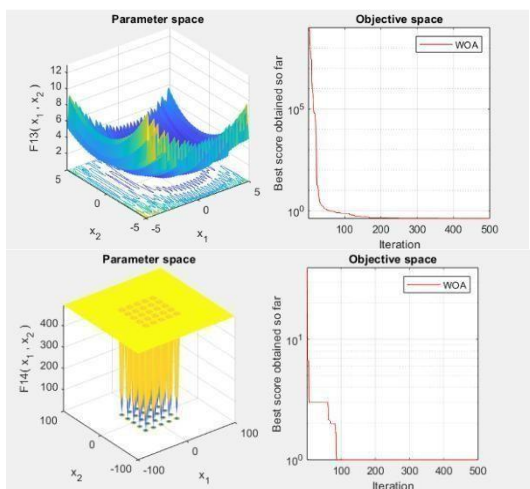 Parameter space
F13( x1 , x2 )
12
10
8
6
4
2
5
0
-5
x2
-5
0
5
x1
Objective space
Best score obtained so far
10^5
10^0
WOA
100
200
300
400
500
Iteration
Parameter space
F14( x1 , x2 )
400
300
200
100
100
0
-100
x2
-100
0
100
x1
Objective space
Best score obtained so far
10^1
10^0
WOA
100
200
300
400
500
Iteration